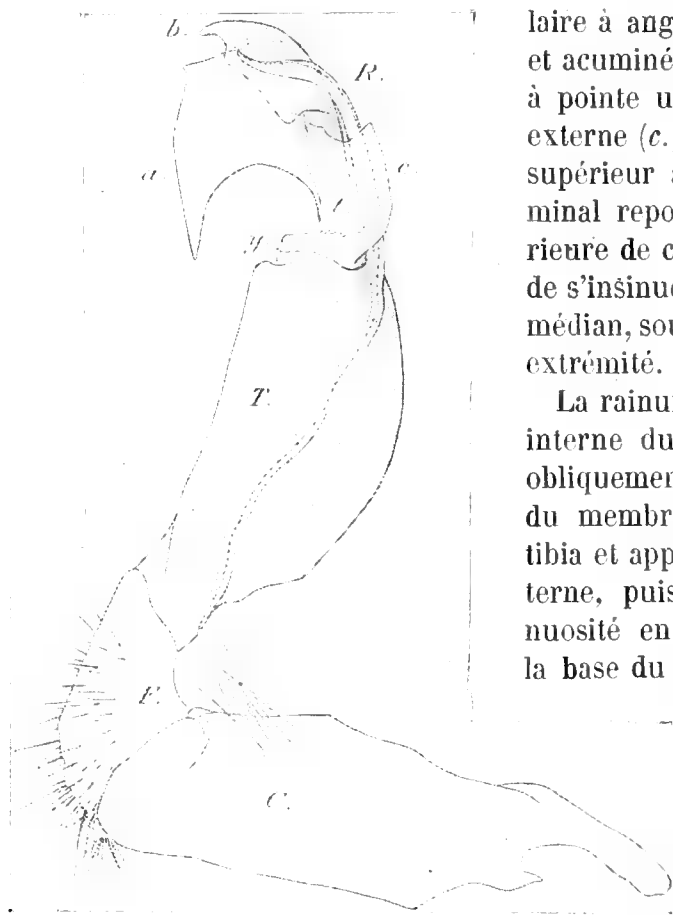 b.
R.
a
c.
t
M
T.
F.
C.
laire à ang
et acuminé
à pointe u
externe (c.
supérieur a
minal repo
rieure de c
de s'insinue
médian, sou
extrémité.
La rainu
interne du
obliquemen
du membr
tibia et app
terne, puis
nuosité en
la base du